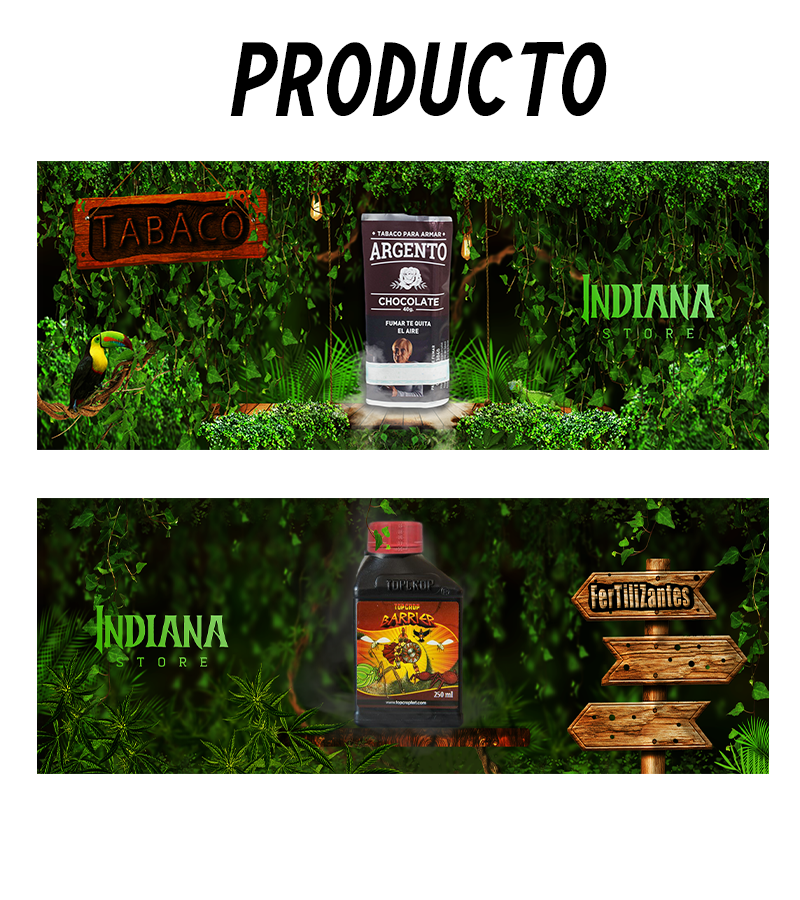 PRODUCTO
TABACO
• TABACO PARA ARMAR •
ARGENTO
CHOCOLATE
40g.
FUMAR TE QUITA
EL AIRE
INDIANA
STORE
INDIANA
STORE
TOPCROP
TOPCROP
BARRIER
250 ml
www.topcropfert.com
FerTiliZantes